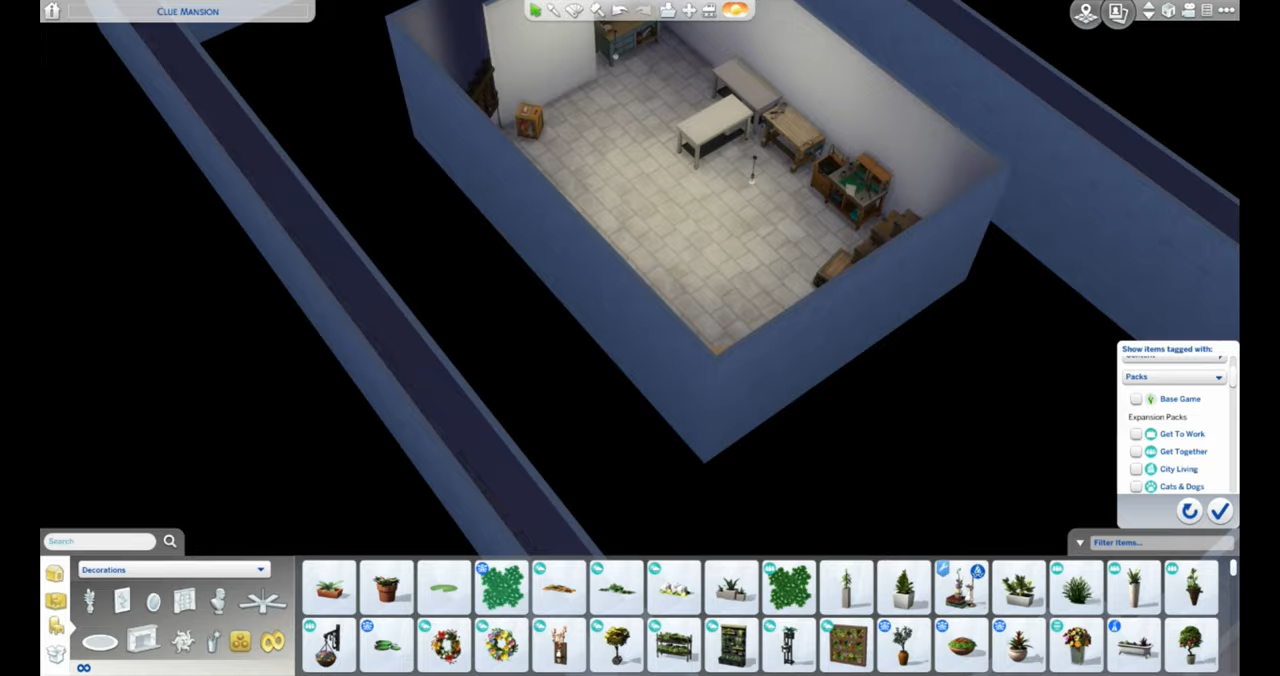 CLUE MANSION
Show items tagged with:
Content
Packs
Base Game
Expansion Packs
Get To Work
Get Together
City Living
Cats & Dogs
Search
Filter Items...
Decorations